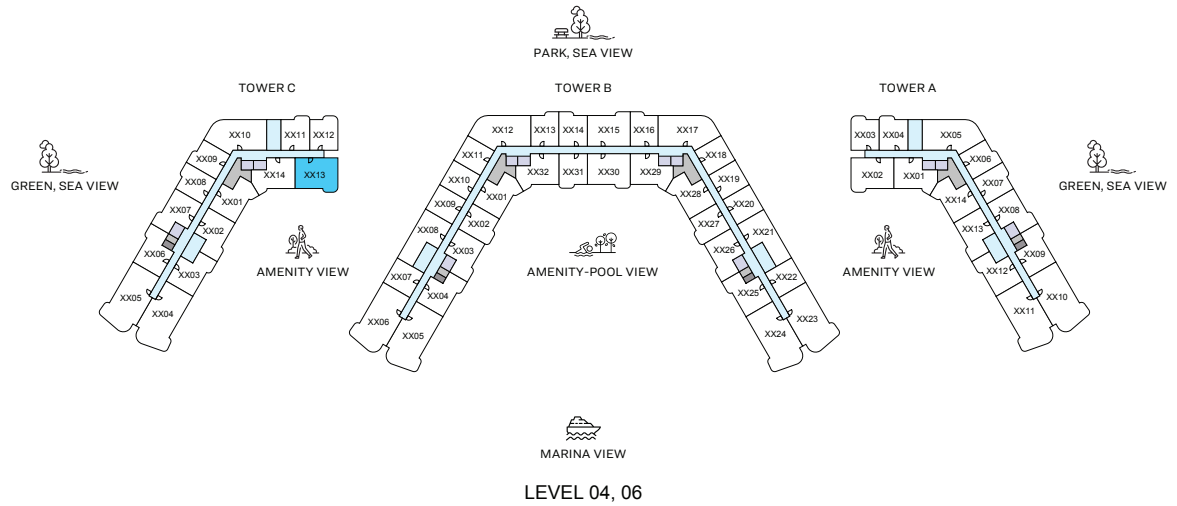 PARK, SEA VIEW
TOWER C
TOWER B
TOWER A
XX10
XX11
XX12
XX09
XX08
XX07
XX06
XX05
XX04
XX03
XX02
XX01
XX14
XX13
XX12
XX13
XX14
XX15
XX16
XX17
XX11
XX10
XX09
XX08
XX07
XX06
XX05
XX04
XX03
XX02
XX01
XX32
XX31
XX30
XX29
XX28
XX18
XX19
XX20
XX21
XX22
XX23
XX24
XX25
XX26
XX27
XX03
XX04
XX05
XX02
XX01
XX06
XX07
XX08
XX09
XX10
XX11
XX12
XX13
XX14
GREEN, SEA VIEW
AMENITY VIEW
AMENITY-POOL VIEW
AMENITY VIEW
GREEN, SEA VIEW
MARINA VIEW
LEVEL 04, 06